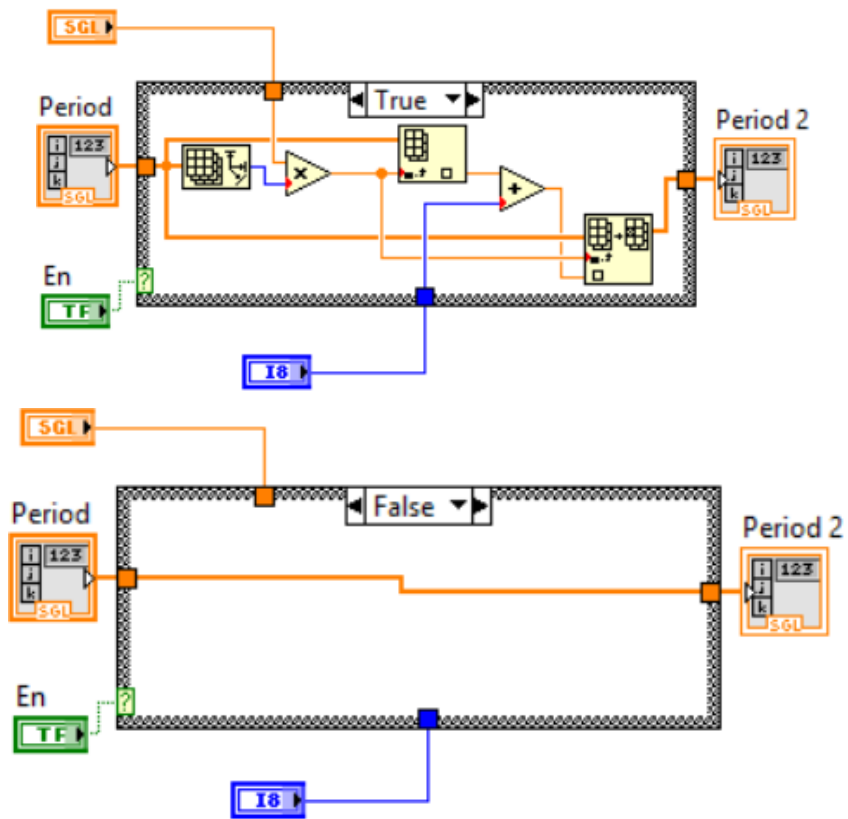 SGL
True
Period
Period 2
i
j
k
123
SGL
i
j
k
123
SGL
×
+
En
?
TF
I8
SGL
False
Period
Period 2
i
j
k
123
SGL
i
j
k
123
SGL
En
?
TF
I8